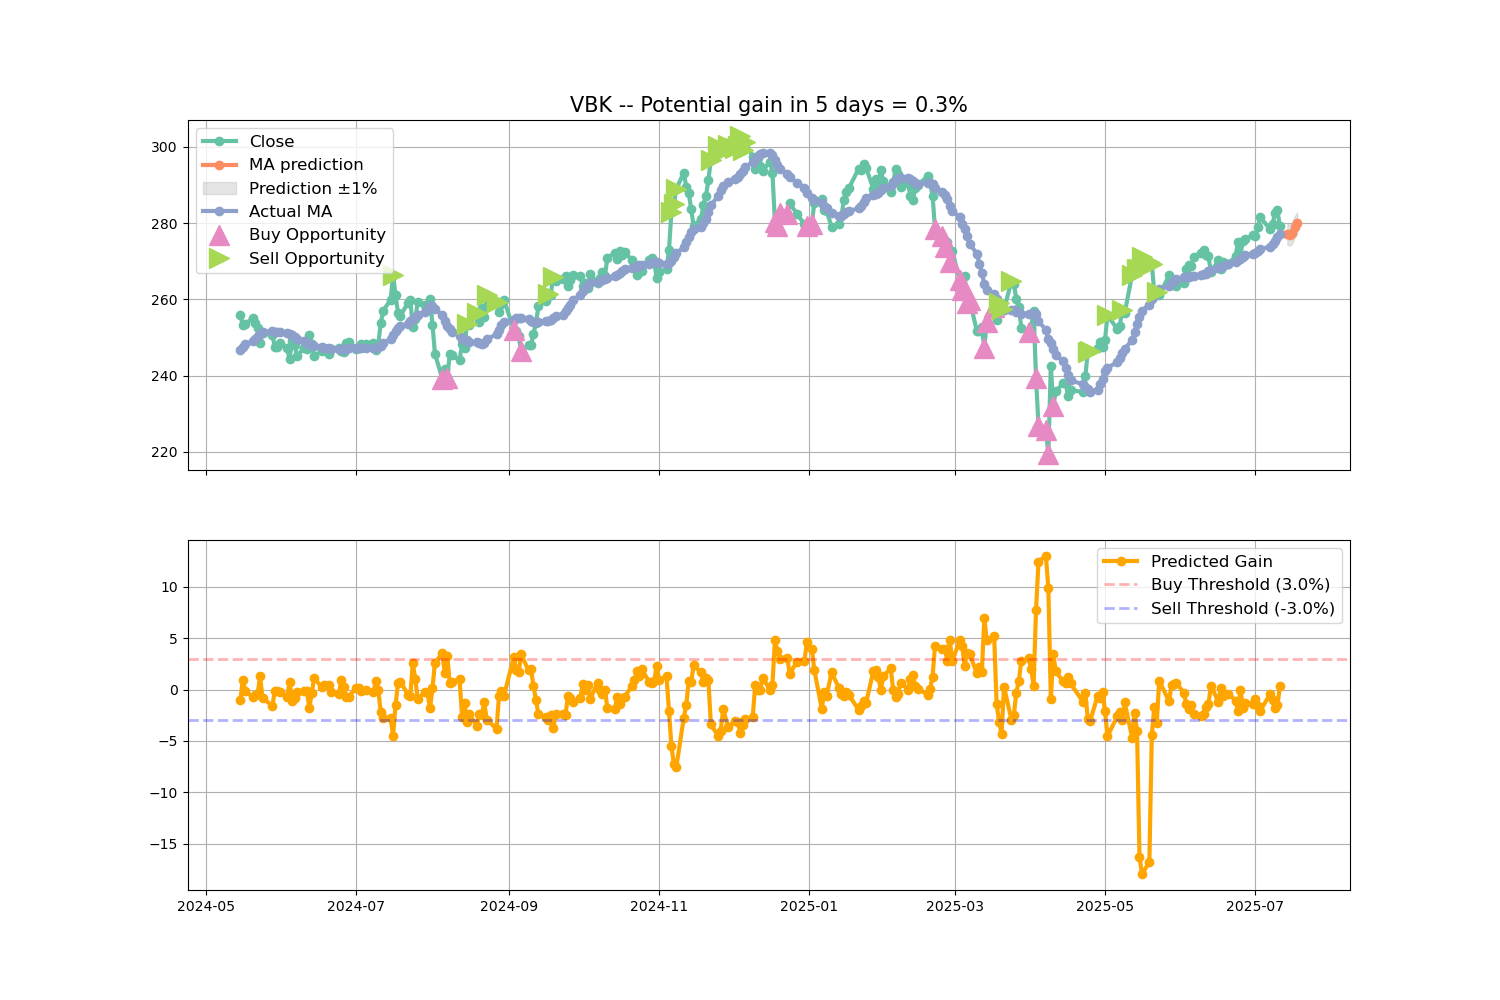 VBK -- Potential gain in 5 days = 0.3%
300
280
260
240
220
Close
MA prediction
Prediction ±1%
Actual MA
Buy Opportunity
Sell Opportunity
10
5
0
−5
−10
−15
Predicted Gain
Buy Threshold (3.0%)
Sell Threshold (-3.0%)
2024-05
2024-07
2024-09
2024-11
2025-01
2025-03
2025-05
2025-07